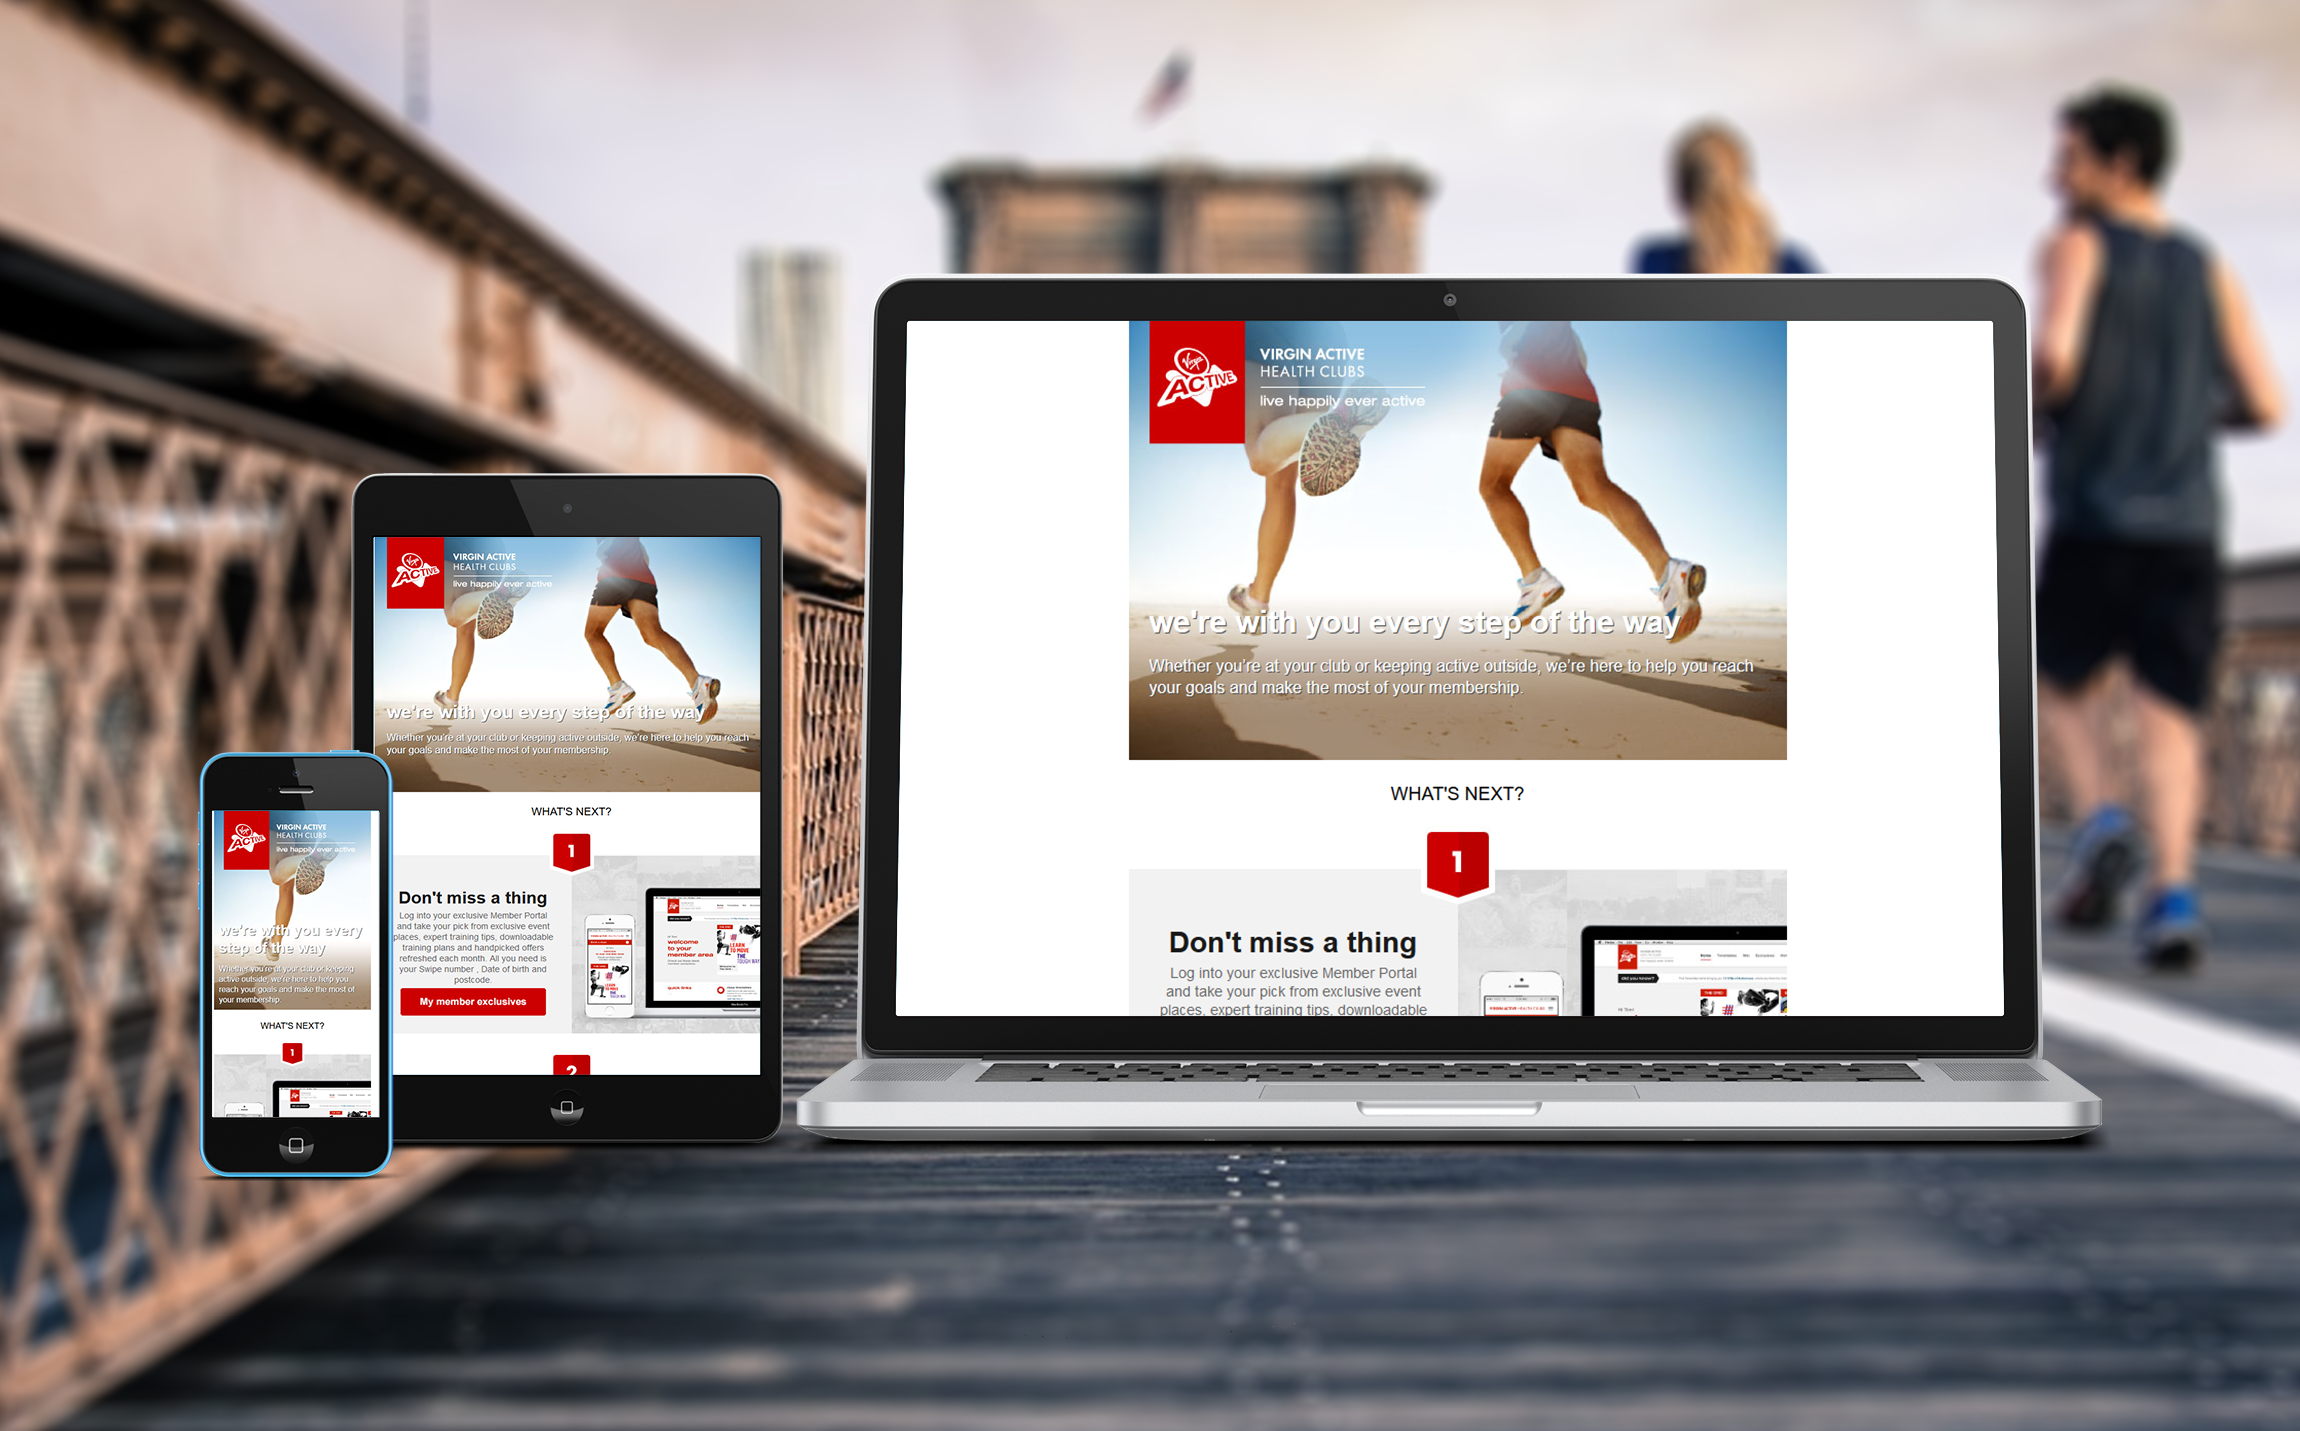 Virgin
ACTIVE
VIRGIN ACTIVE
HEALTH CLUBS
live happily ever active
we're with you every step of the way
Whether you're at your club or keeping active outside, we're here to help you reach
your goals and make the most of your membership.
WHAT'S NEXT?
1
Don't miss a thing
Log into your exclusive Member Portal
and take your pick from exclusive event
places, expert training tips, downloadable
Virgin
ACTIVE
VIRGIN ACTIVE
HEALTH CLUBS
live happily ever active
we're with you every step of the way
Whether you're at your club or keeping active outside, we're here to help you reach
your goals and make the most of your membership.
WHAT'S NEXT?
1
Don't miss a thing
Log into your exclusive Member Portal
and take your pick from exclusive event
places, expert training tips, downloadable
training plans and handpicked offers
refreshed each month. All you need is
your Swipe number , Date of birth and
postcode.
My member exclusives
welcome
to your
member area
quick links
LEARN
TO MOVE
THE
TOUGH WAY
2
Virgin
ACTIVE
VIRGIN ACTIVE
HEALTH CLUBS
live happily ever active
we're with you every
step of the way
Whether you're at your club or keeping
active outside, we're here to help you
reach your goals and make the most of
your membership.
WHAT'S NEXT?
1